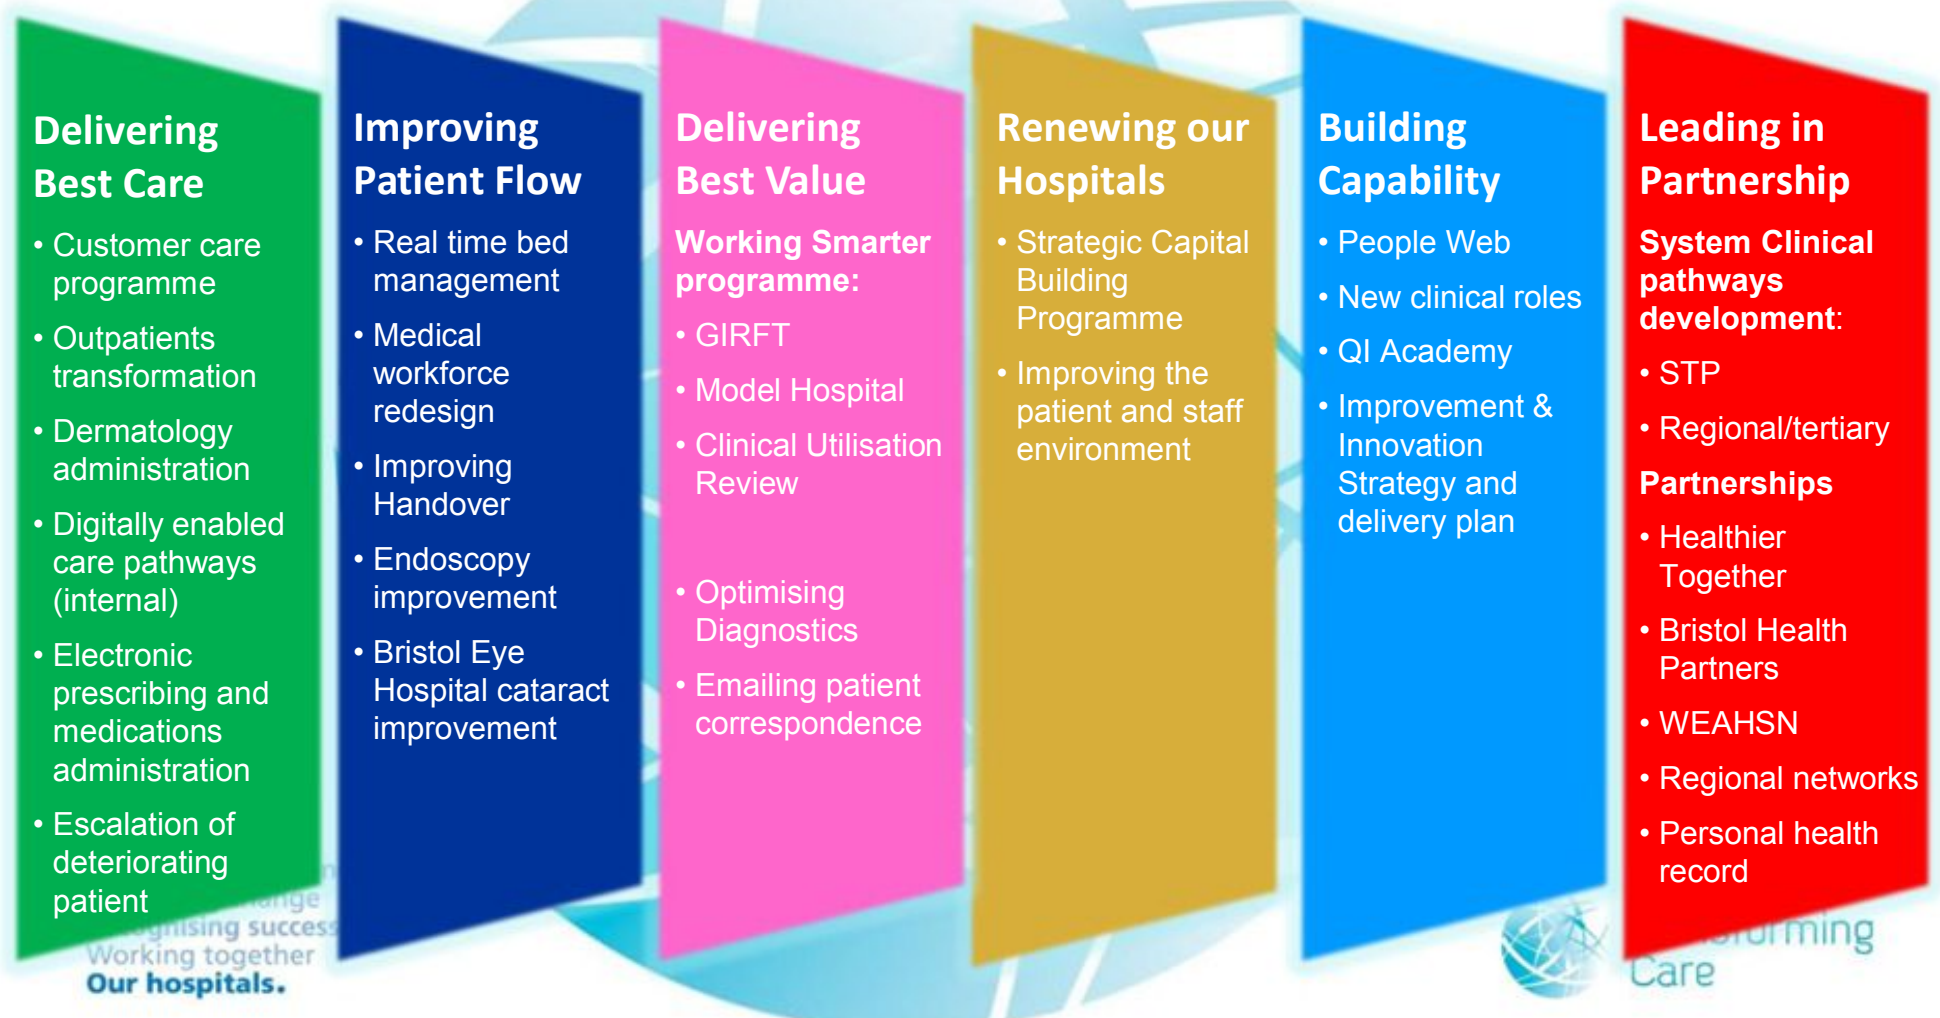 Delivering
Best Care
• Customer care
programme
• Outpatients
transformation
• Dermatology
administration
• Digitally enabled
care pathways
(internal)
• Electronic
prescribing and
medications
administration
• Escalation of
deteriorating
patient
Improving
Patient Flow
• Real time bed
management
• Medical
workforce
redesign
• Improving
Handover
• Endoscopy
improvement
• Bristol Eye
Hospital cataract
improvement
Delivering
Best Value
Working Smarter
programme:
• GIRFT
• Model Hospital
• Clinical Utilisation
Review
• Optimising
Diagnostics
• Emailing patient
correspondence
Renewing our
Hospitals
• Strategic Capital
Building
Programme
• Improving the
patient and staff
environment
Building
Capability
• People Web
• New clinical roles
• QI Academy
• Improvement &
Innovation
Strategy and
delivery plan
Leading in
Partnership
System Clinical
pathways
development:
• STP
• Regional/tertiary
Partnerships
• Healthier
Together
• Bristol Health
Partners
• WEAHSN
• Regional networks
• Personal health
record
success
Working together
Our hospitals.
Care